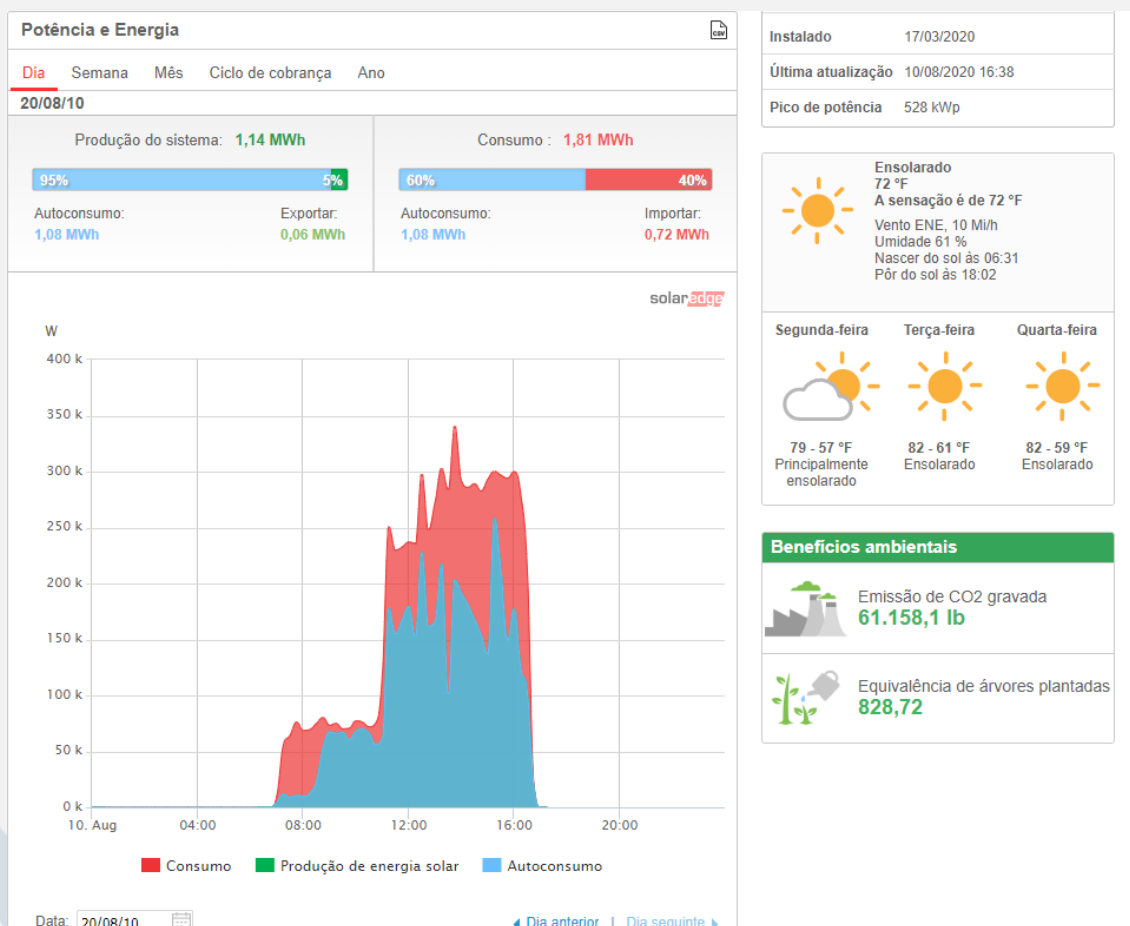 Potência e Energia
CSV
Dia Semana Mês Ciclo de cobrança Ano
20/08/10
Produção do sistema: 1,14 MWh
95% 5%
Autoconsumo: Exportar:
1,08 MWh 0,06 MWh
Consumo : 1,81 MWh
60% 40%
Autoconsumo: Importar:
1,08 MWh 0,72 MWh
solaredge
W
400 k
350 k
300 k
250 k
200 k
150 k
100 k
50 k
0 k
10. Aug 04:00 08:00 12:00 16:00 20:00
Consumo Produção de energia solar Autoconsumo
Data: 20/08/10 Dia anterior | Dia seguinte
Instalado 17/03/2020
Última atualização 10/08/2020 16:38
Pico de potência 528 kWp
Ensolarado
72 ºF
A sensação é de 72 ºF
Vento ENE, 10 Mi/h
Umidade 61 %
Nascer do sol às 06:31
Pôr do sol às 18:02
Segunda-feira Terça-feira Quarta-feira
79 - 57 ºF 82 - 61 ºF 82 - 59 ºF
Principalmente Ensolarado Ensolarado
ensolarado
Benefícios ambientais
Emissão de CO2 gravada
61.158,1 lb
Equivalência de árvores plantadas
828,72